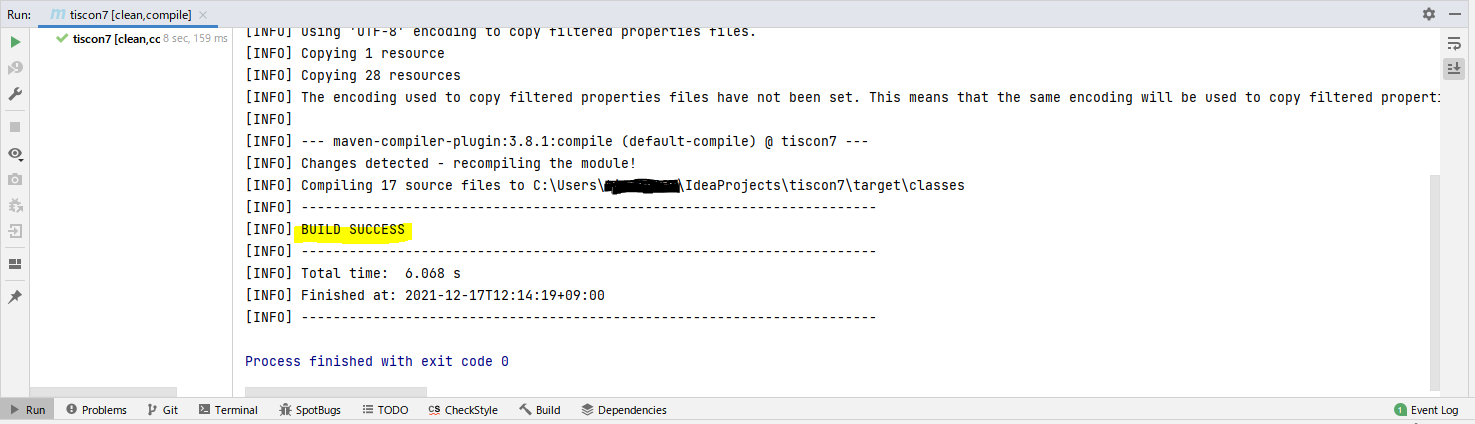 Run: tiscon7 [clean,compile]
tiscon7 [clean,cc 8 sec, 159 ms
[INFO] Using 'UTF-8' encoding to copy filtered properties files.
[INFO] Copying 1 resource
[INFO] Copying 28 resources
[INFO] The encoding used to copy filtered properties files have not been set. This means that the same encoding will be used to copy filtered properti
[INFO]
[INFO] --- maven-compiler-plugin:3.8.1:compile (default-compile) @ tiscon7 ---
[INFO] Changes detected - recompiling the module!
[INFO] Compiling 17 source files to C:\Users\ \IdeaProjects\tiscon7\target\classes
[INFO] ------------------------------------------------------------------------
[INFO] BUILD SUCCESS
[INFO] ------------------------------------------------------------------------
[INFO] Total time:  6.068 s
[INFO] Finished at: 2021-12-17T12:14:19+09:00
[INFO] ------------------------------------------------------------------------
Process finished with exit code 0
Run Problems Git Terminal SpotBugs TODO CS CheckStyle Build Dependencies 1 Event Log